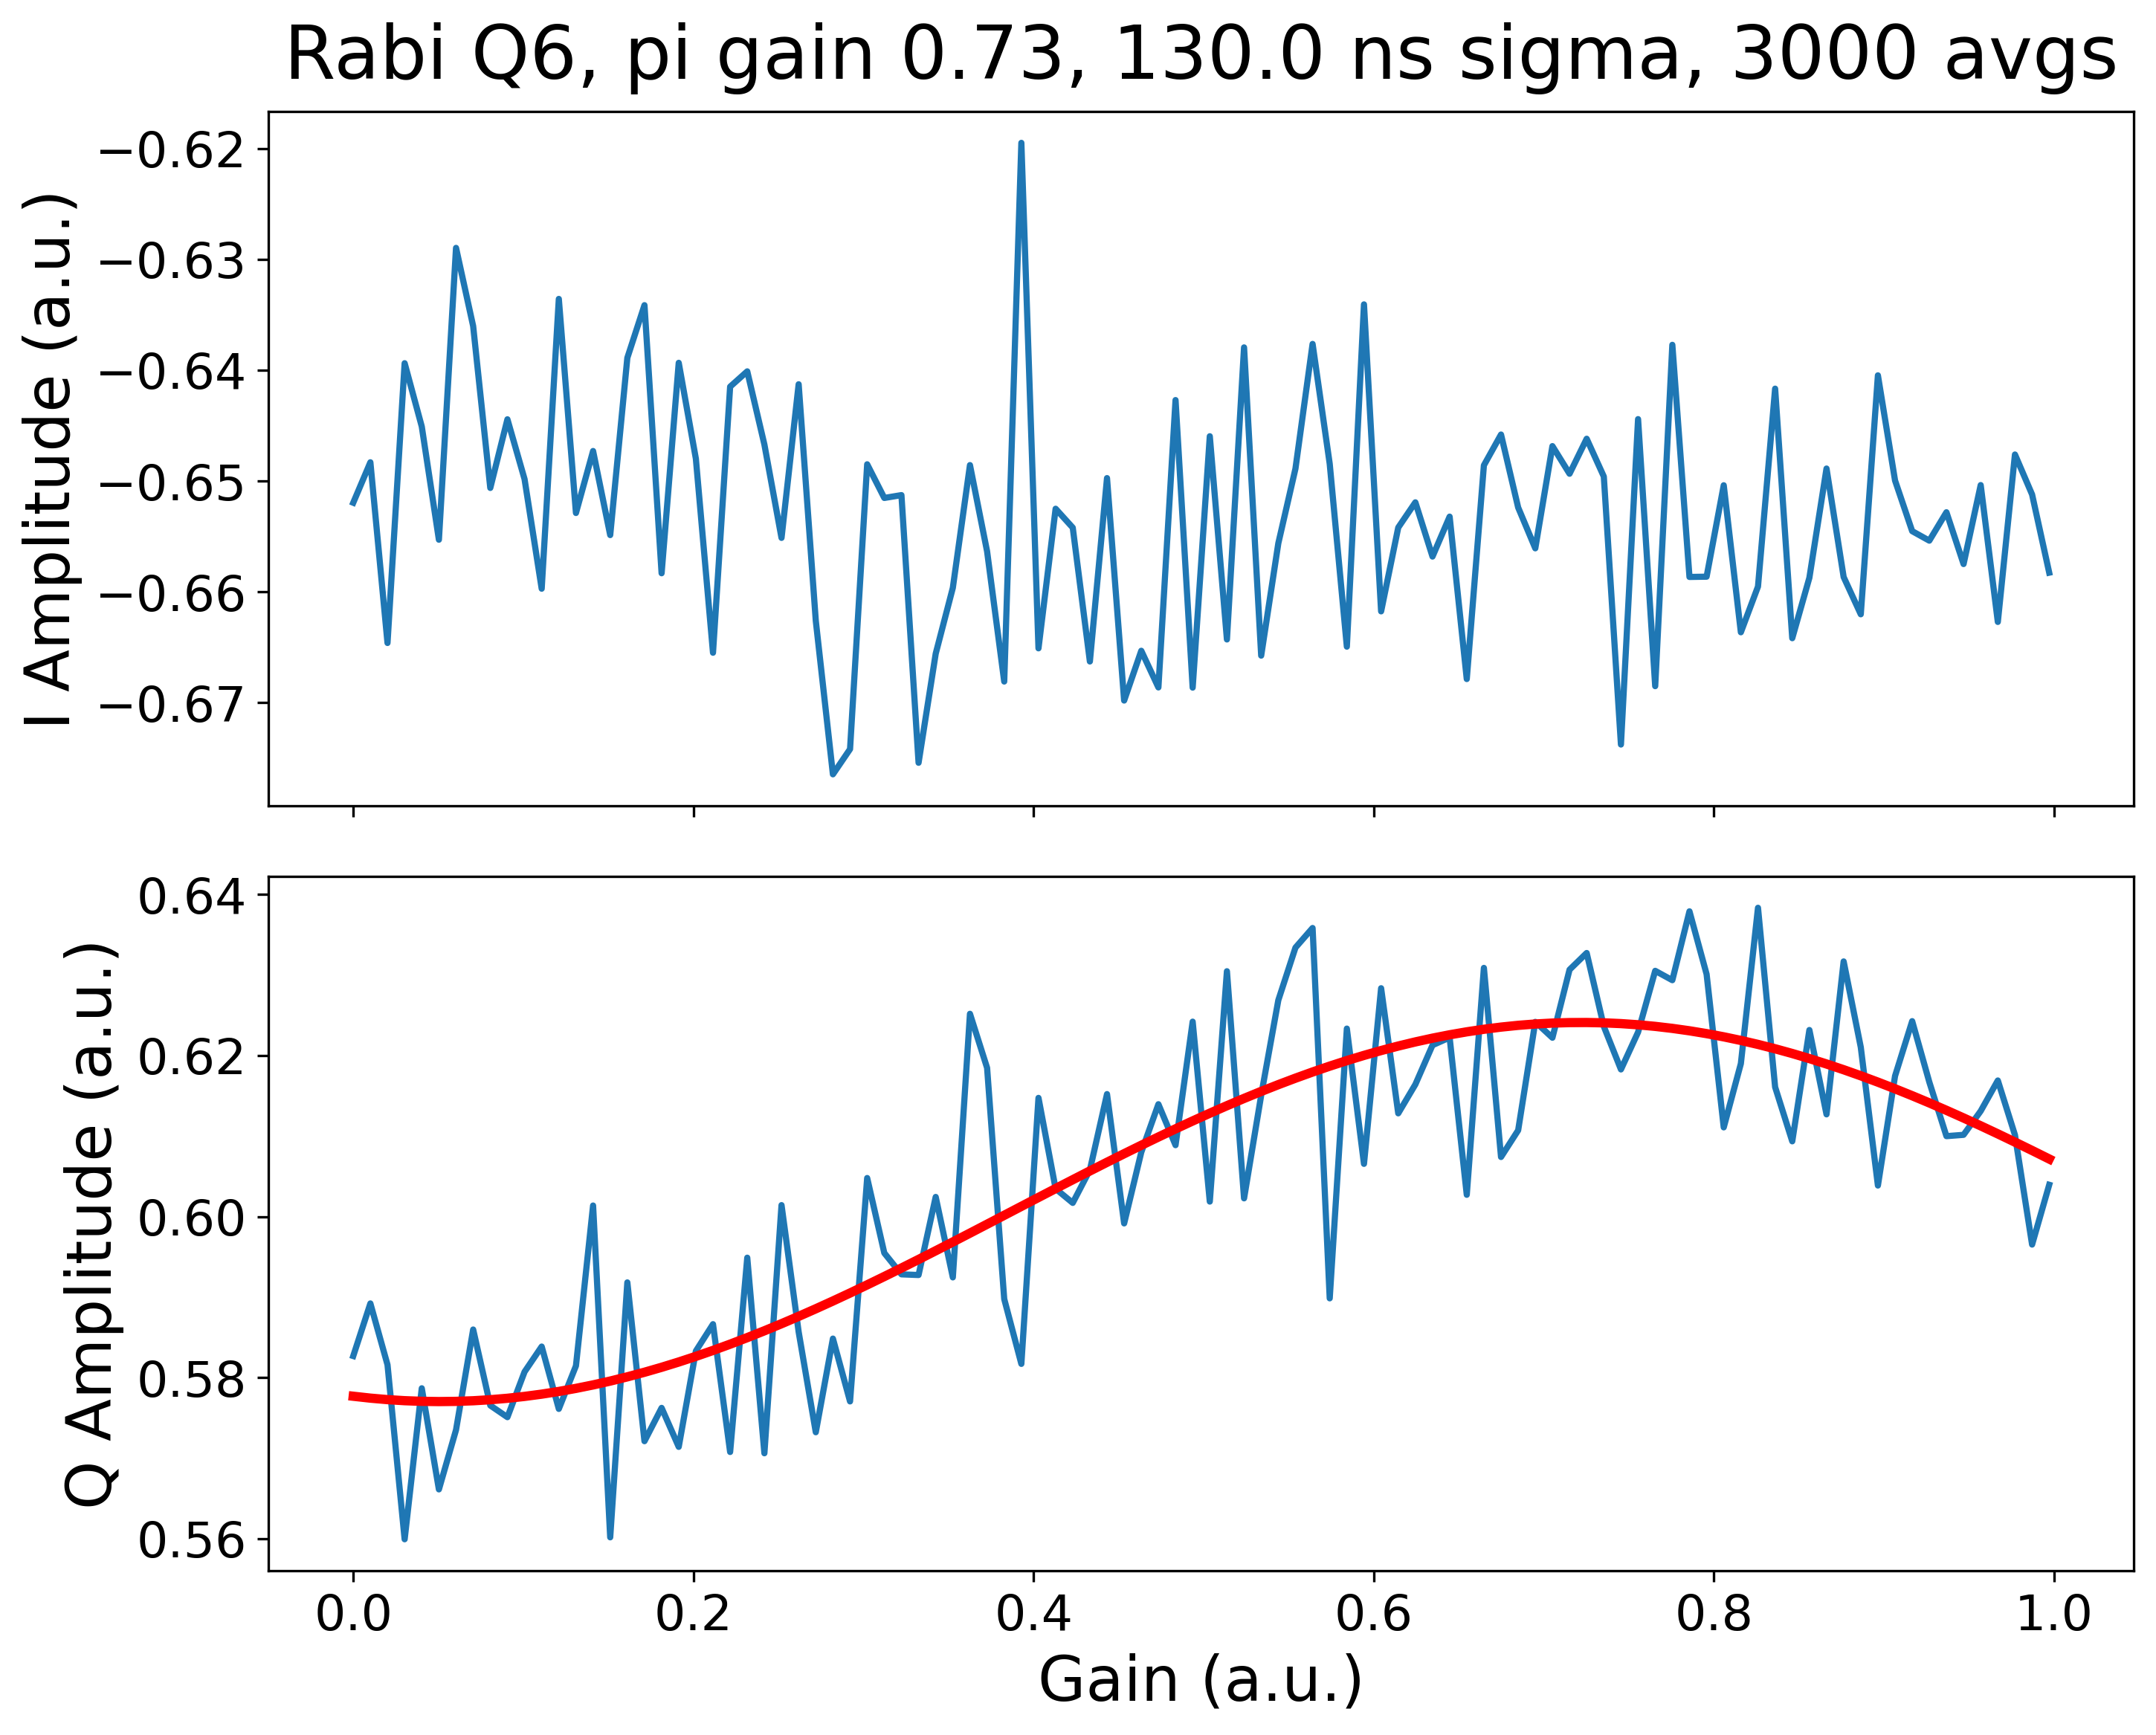 Rabi Q6, pi gain 0.73, 130.0 ns sigma, 3000 avgs
I Amplitude (a.u.)
−0.62
−0.63
−0.64
−0.65
−0.66
−0.67
Q Amplitude (a.u.)
0.64
0.62
0.60
0.58
0.56
0.0 0.2 0.4 0.6 0.8 1.0
Gain (a.u.)